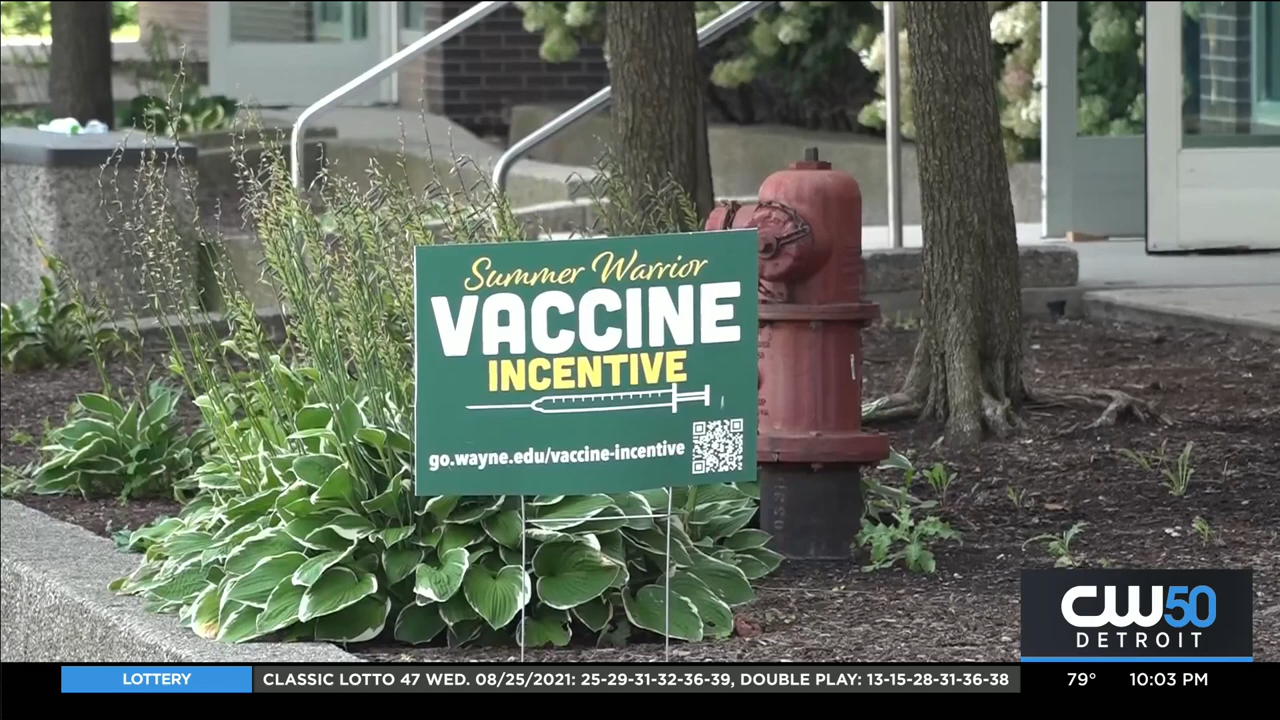 Summer Warrior
VACCINE
INCENTIVE
go.wayne.edu/vaccine-incentive
CW50
DETROIT
LOTTERY CLASSIC LOTTO 47 WED. 08/25/2021: 25-29-31-32-36-39, DOUBLE PLAY: 13-15-28-31-36-38 79° 10:03 PM